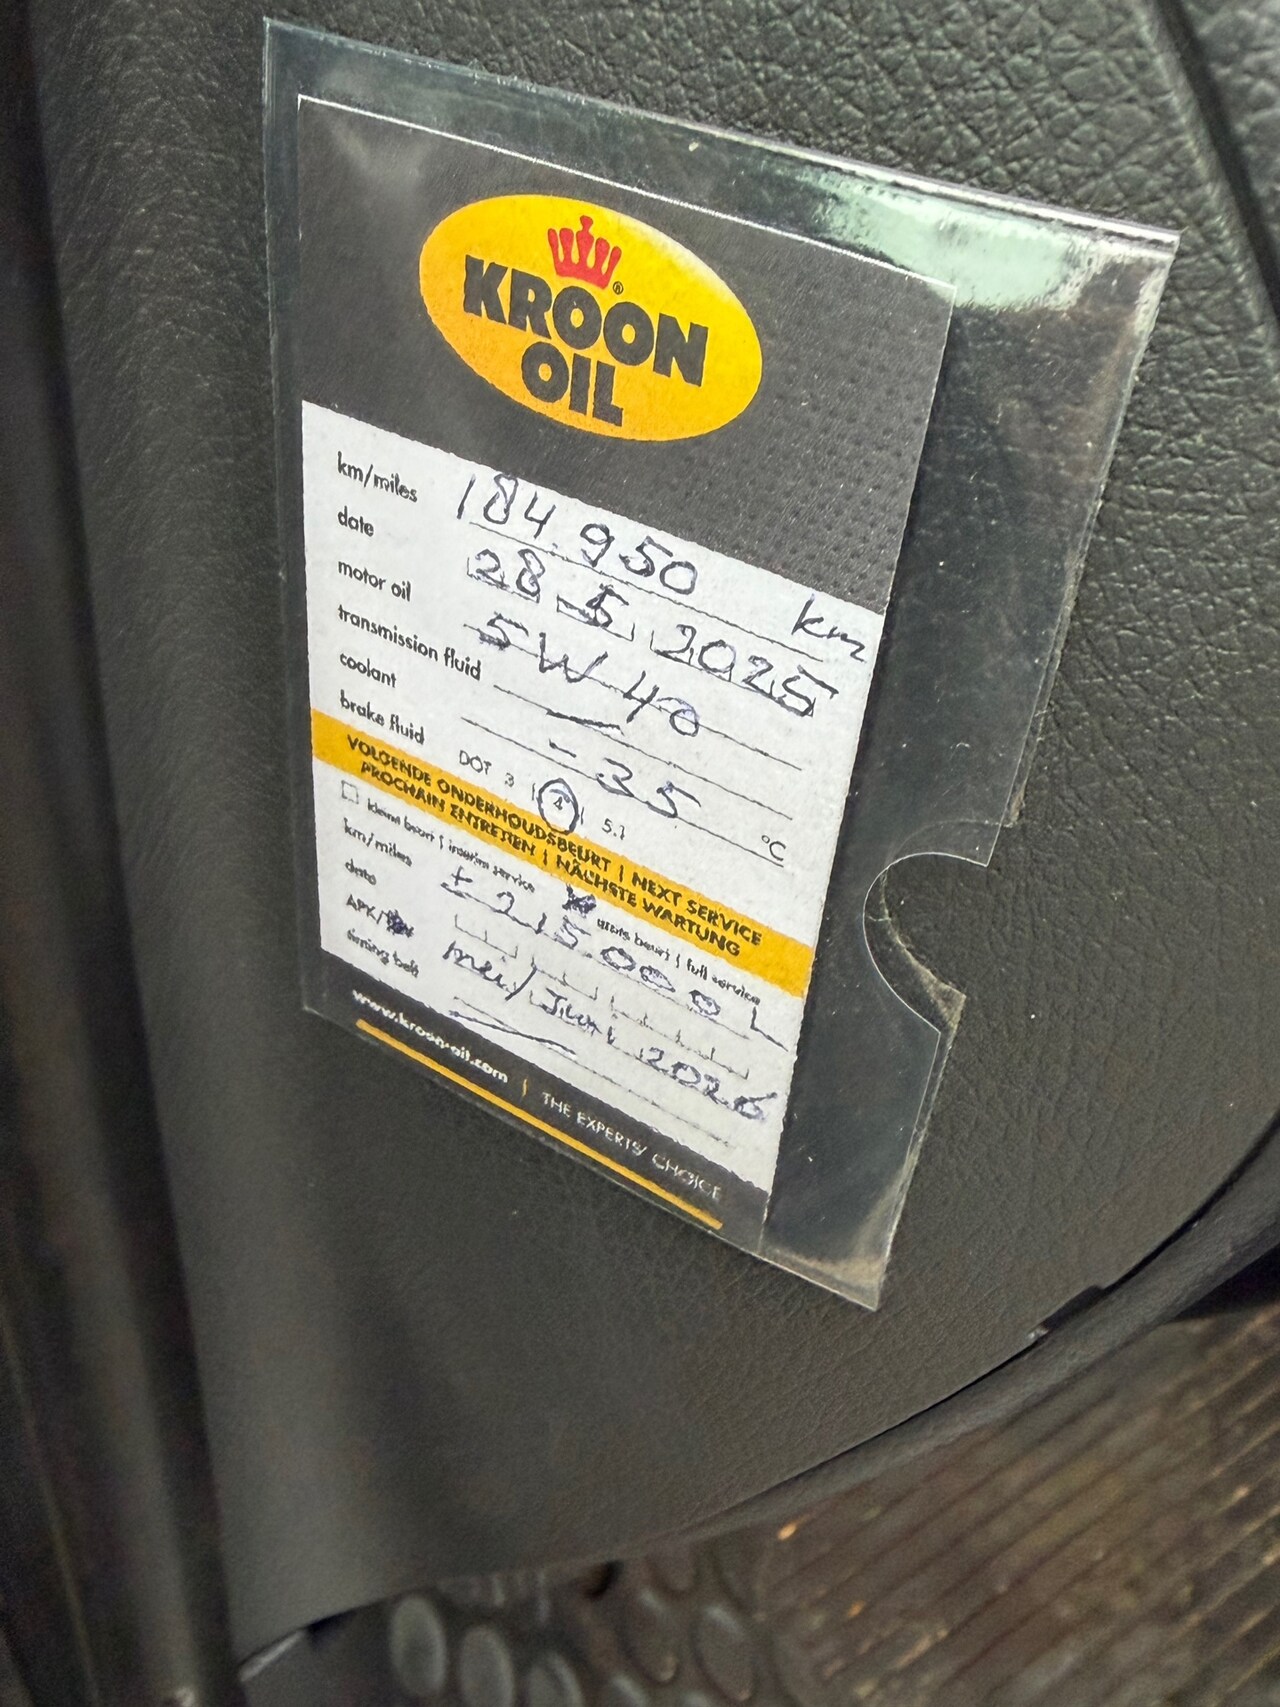 KROON
OIL
km/miles 184.950 km
date 28 5 2025
motor oil 5W40
transmission fluid —
coolant - 35 °C
brake fluid DOT 3 | 4 | 5.1
VOLGENDE ONDERHOUDSBEURT | NEXT SERVICE
PROCHAIN ENTRETIEN | NÄCHSTE WARTUNG
kleine beurt | interim service grote beurt | full service
km/miles ± 215.000
date
APK/ mei/Juni 2026
timing belt
www.kroon-oil.com | THE EXPERTS' CHOICE